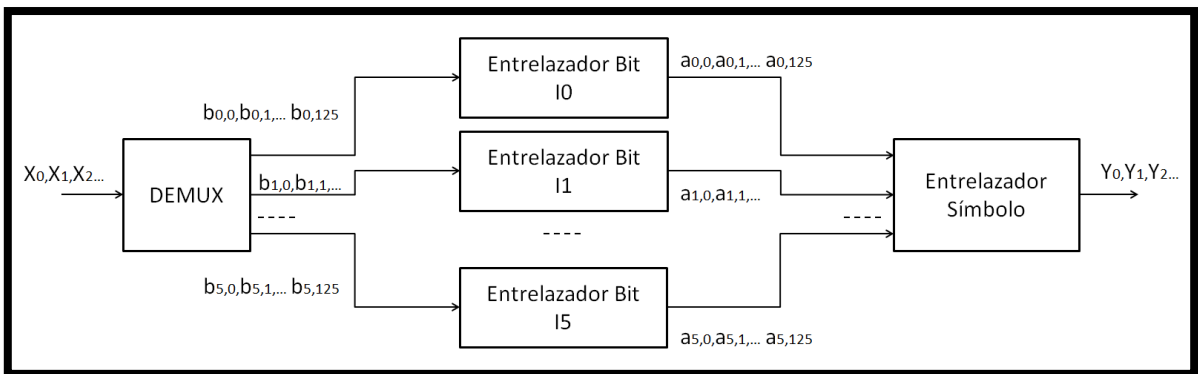 X0,X1,X2...
DEMUX
b0,0,b0,1,... b0,125
b1,0,b1,1,...
----
b5,0,b5,1,... b5,125
Entrelazador Bit
I0
Entrelazador Bit
I1
----
Entrelazador Bit
I5
a0,0,a0,1,... a0,125
a1,0,a1,1,...
----
a5,0,a5,1,... a5,125
Entrelazador
Símbolo
Y0,Y1,Y2...